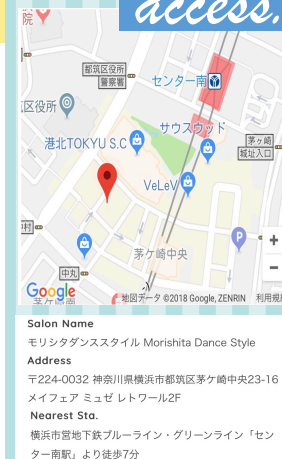 access.
院
都筑区役所
警察署
センター南
区役所
サウスウッド
港北TOKYU S.C
茅ヶ崎
城址入口
VeLeV
村
P
+
茅ケ崎中央
-
中丸
Google
地図データ ©2018 Google, ZENRIN 利用規
茅ケ崎南
Salon Name
モリシタダンススタイル Morishita Dance Style
Address
〒224-0032 神奈川県横浜市都筑区茅ケ崎中央23-16
メイフェア ミュゼ レトワール2F
Nearest Sta.
横浜市営地下鉄ブルーライン・グリーンライン「セン
ター南駅」より徒歩7分